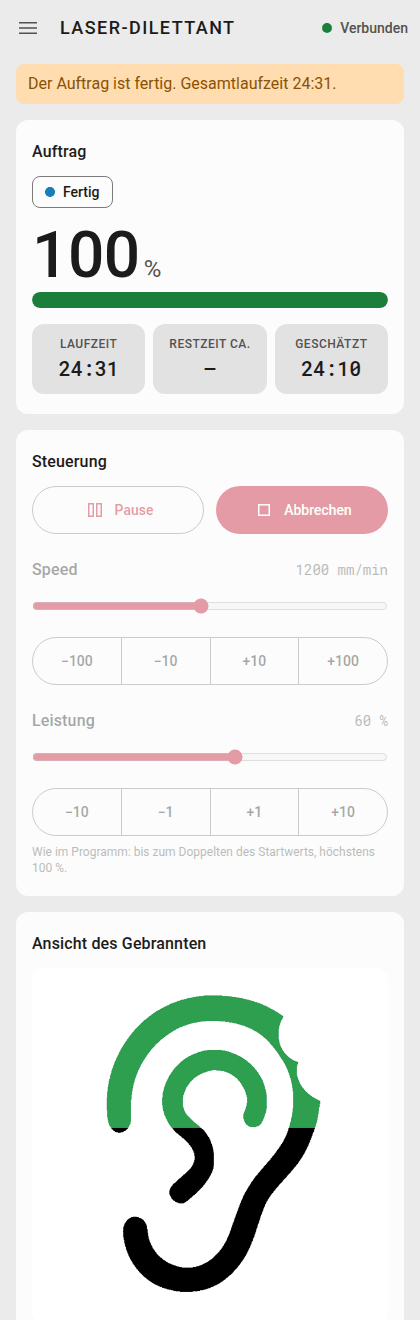 LASER-DILETTANT
Verbunden
Der Auftrag ist fertig. Gesamtlaufzeit 24:31.
Auftrag
Fertig
100 %
LAUFZEIT
24:31
RESTZEIT CA.
–
GESCHÄTZT
24:10
Steuerung
Pause
Abbrechen
Speed
1200 mm/min
−100
−10
+10
+100
Leistung
60 %
−10
−1
+1
+10
Wie im Programm: bis zum Doppelten des Startwerts, höchstens
100 %.
Ansicht des Gebrannten